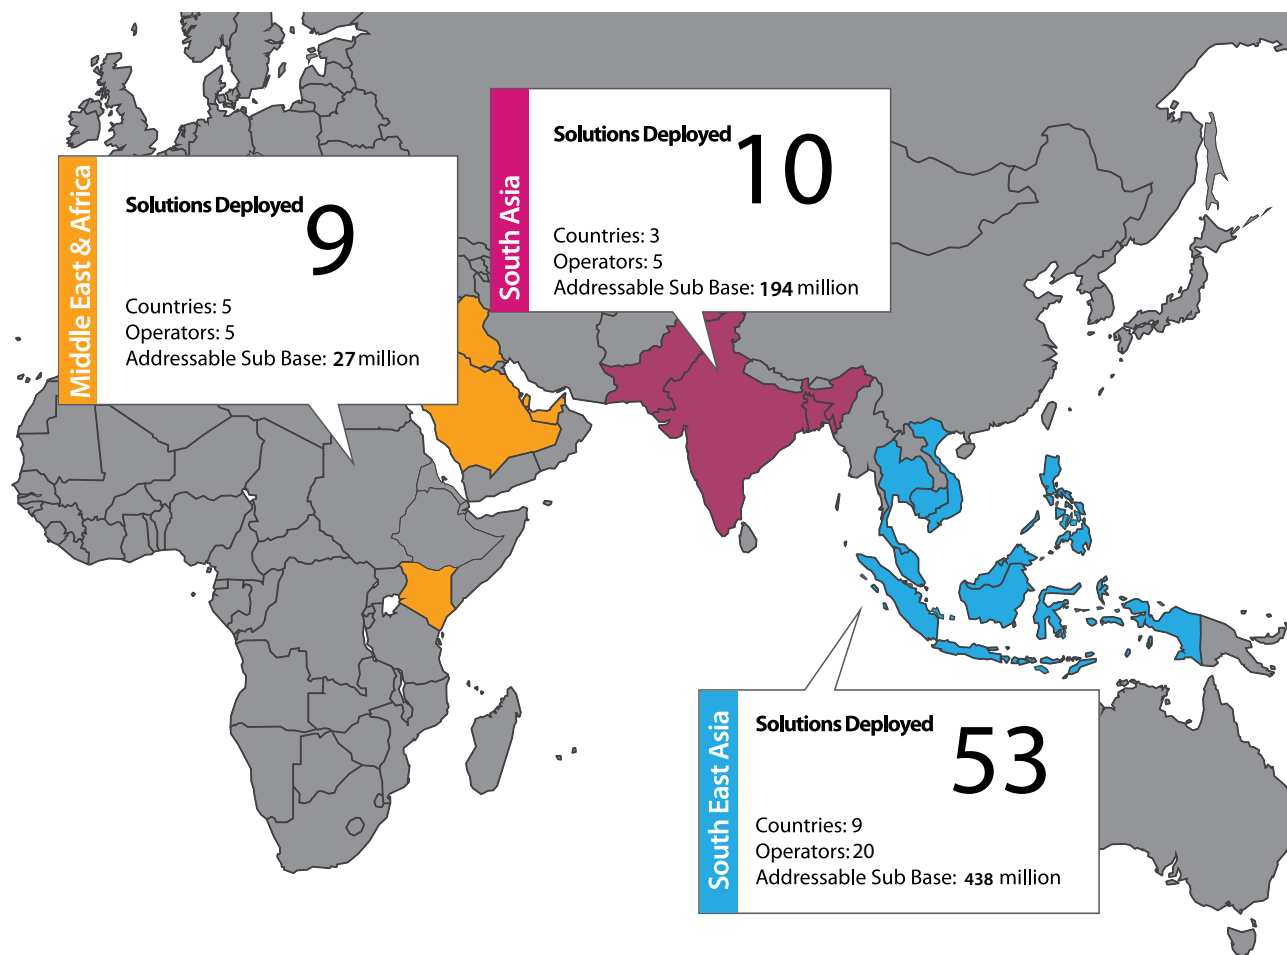 Middle East & Africa
Solutions Deployed
9
Countries: 5
Operators: 5
Addressable Sub Base: 27 million
South Asia
Solutions Deployed
10
Countries: 3
Operators: 5
Addressable Sub Base: 194 million
South East Asia
Solutions Deployed
53
Countries: 9
Operators: 20
Addressable Sub Base: 438 million